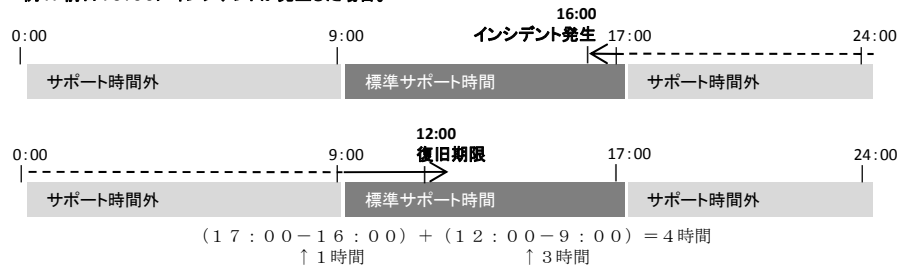 16:00
0:00 9:00 インシデント発生 17:00 24:00
サポート時間外 標準サポート時間 サポート時間外
12:00
0:00 9:00 復旧期限 17:00 24:00
サポート時間外 標準サポート時間 サポート時間外
(17:00-16:00)+(12:00-9:00)=4時間
↑1時間 ↑3時間